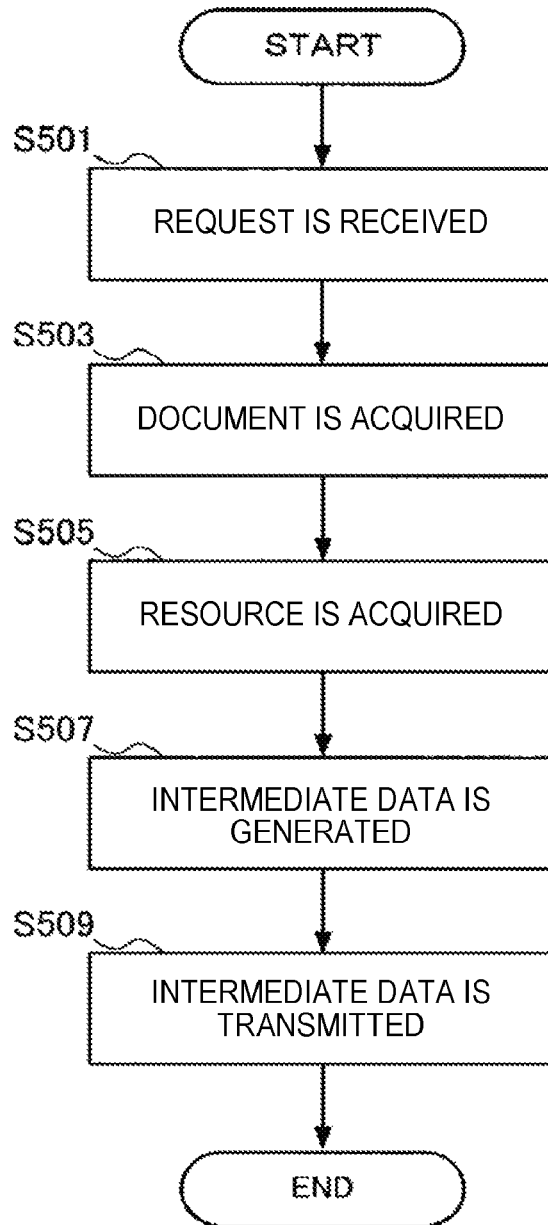 START
S501
REQUEST IS RECEIVED
S503
DOCUMENT IS ACQUIRED
S505
RESOURCE IS ACQUIRED
S507
INTERMEDIATE DATA IS
GENERATED
S509
INTERMEDIATE DATA IS
TRANSMITTED
END